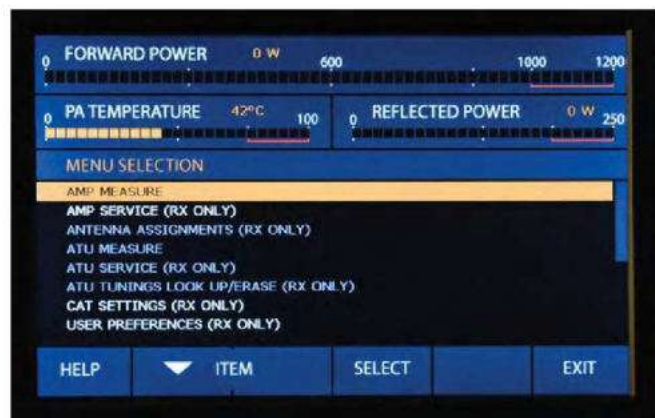 FORWARD POWER 0 W
0 600 1000 1200
PA TEMPERATURE 42°C
0 100
REFLECTED POWER 0 W
0 250
MENU SELECTION
AMP MEASURE
AMP SERVICE (RX ONLY)
ANTENNA ASSIGNMENTS (RX ONLY)
ATU MEASURE
ATU SERVICE (RX ONLY)
ATU TUNINGS LOOK UP/ERASE (RX ONLY)
CAT SETTINGS (RX ONLY)
USER PREFERENCES (RX ONLY)
HELP ITEM SELECT EXIT